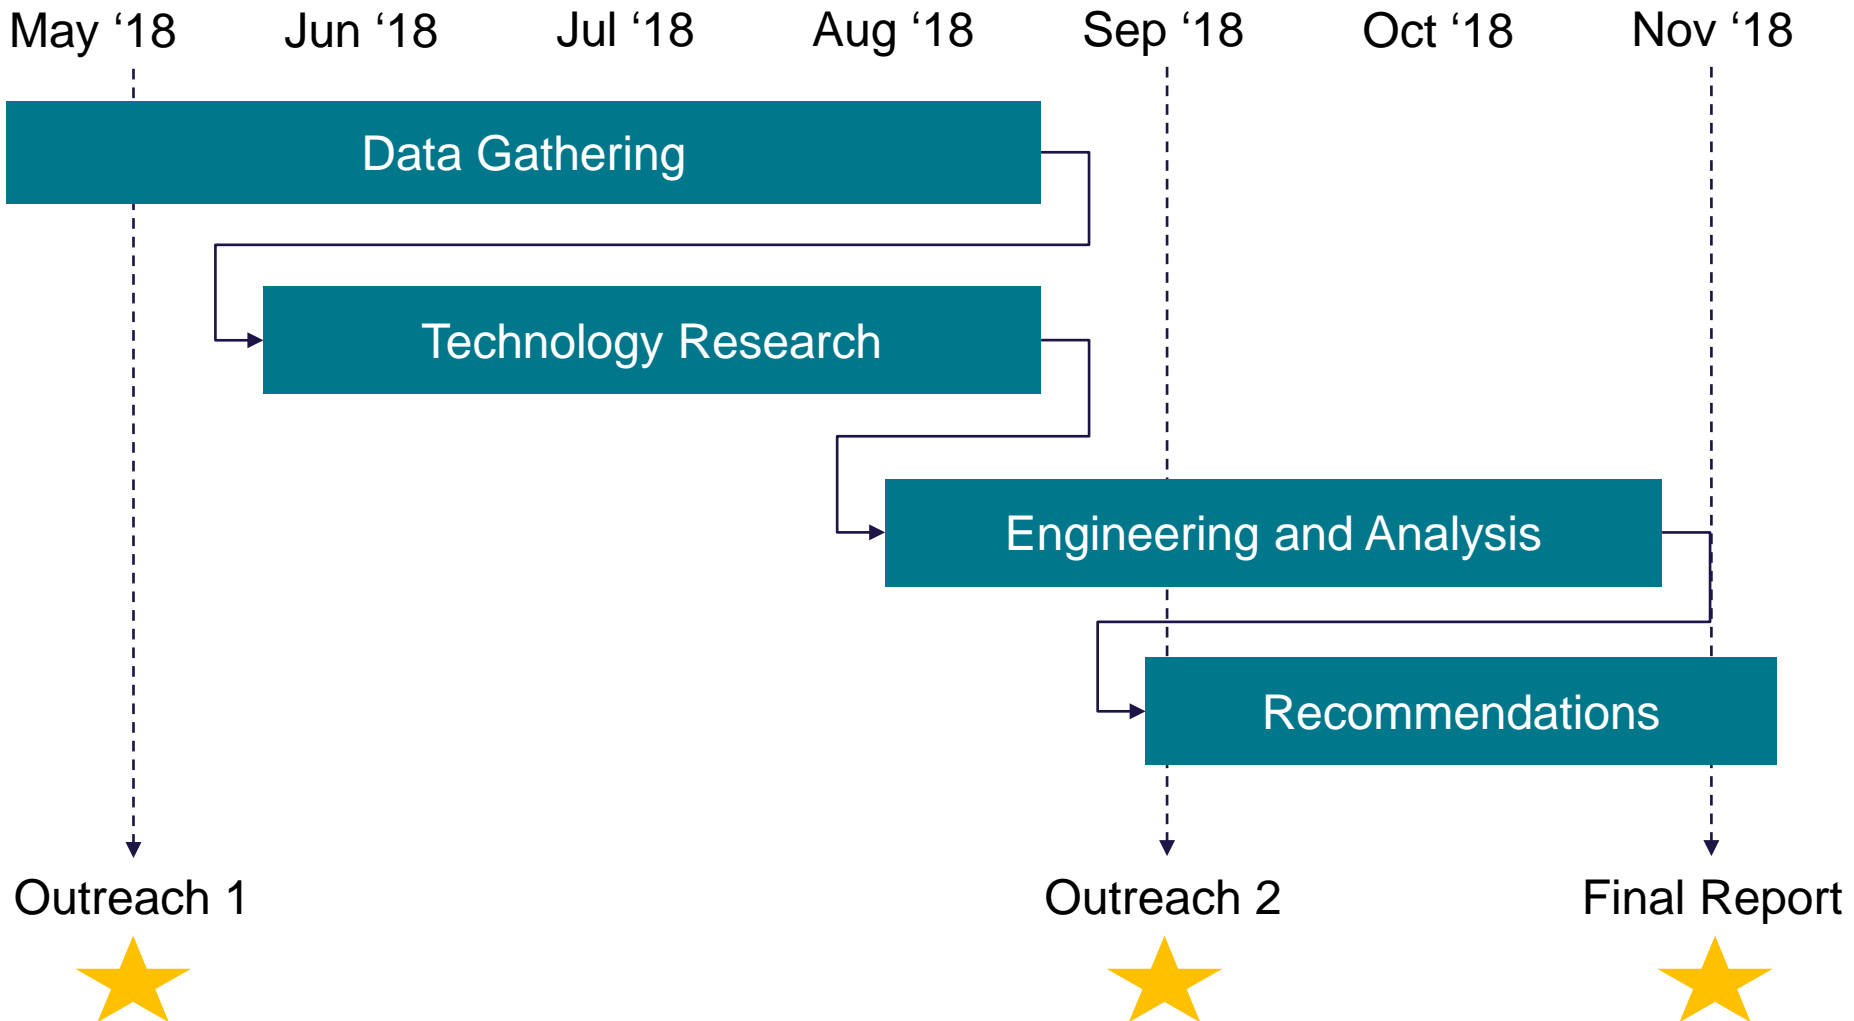 May ‘18 Jun ‘18 Jul ‘18 Aug ‘18 Sep ‘18 Oct ‘18 Nov ‘18
Data Gathering
Technology Research
Engineering and Analysis
Recommendations
Outreach 1 Outreach 2 Final Report